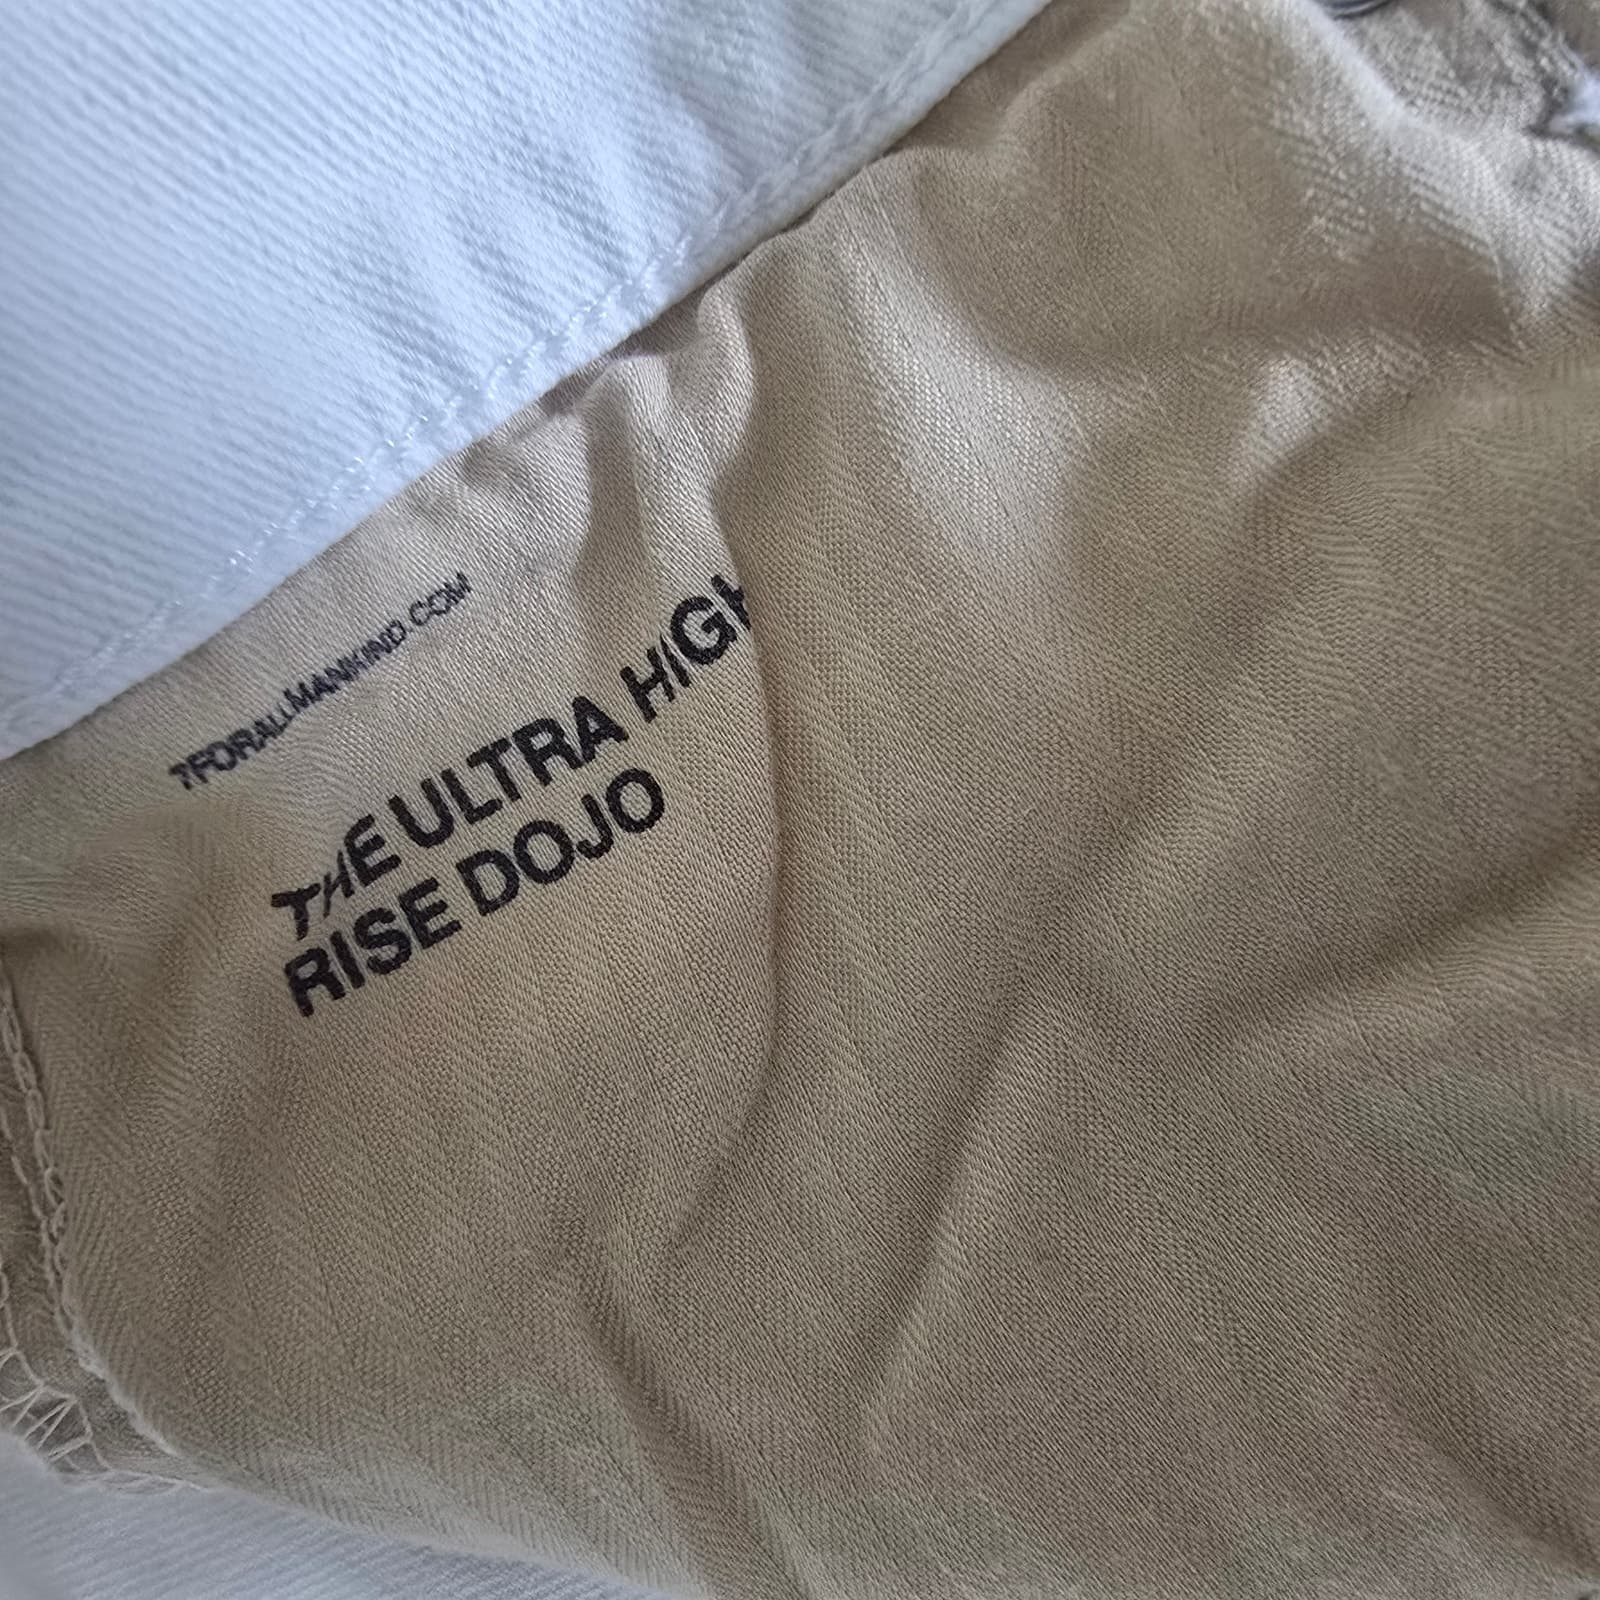 7FORALLMANKIND.COM
THE ULTRA HIGH
RISE DOJO